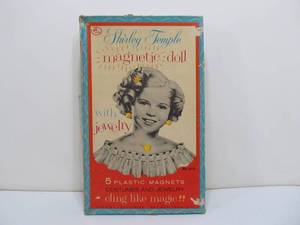 Shirley Temple
magnetic doll
with
jewelry
5 PLASTIC MAGNETS
COSTUMES AND JEWELRY
cling like magic!!